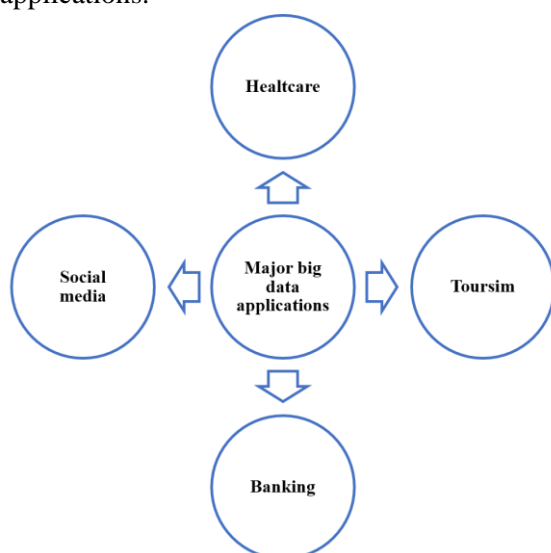 applications.
Healtcare
Social
media
Major big
data
applications
Toursim
Banking